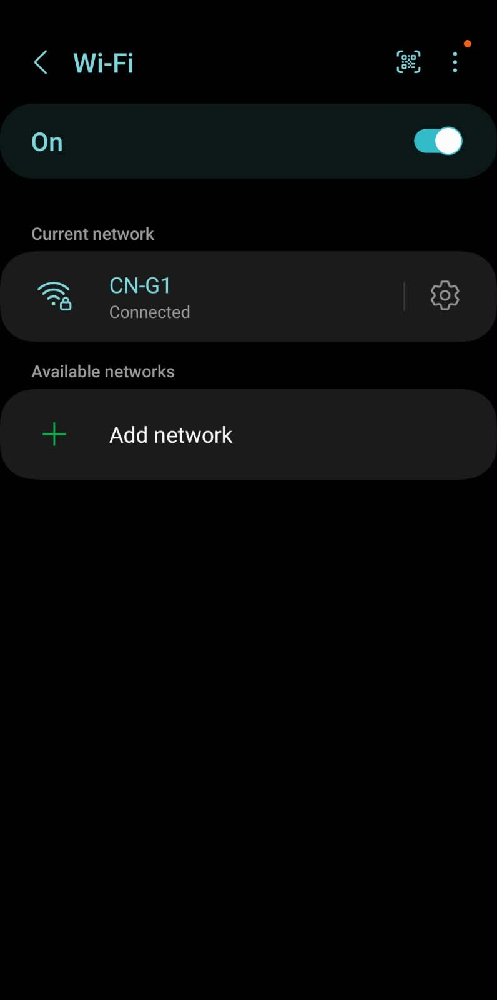 Wi-Fi
On
Current network
CN-G1
Connected
Available networks
Add network